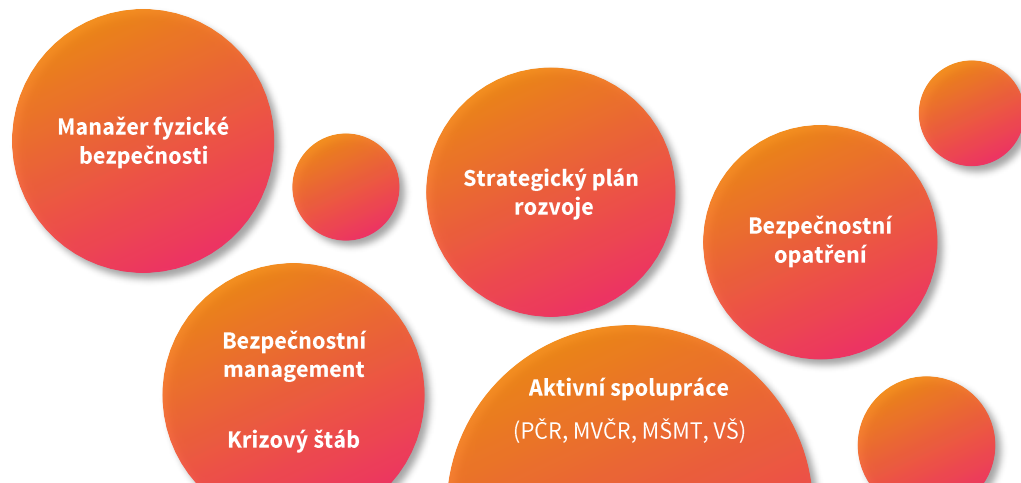 Manažer fyzické
bezpečnosti
Strategický plán
rozvoje
Bezpečnostní
opatření
Bezpečnostní
management
Krizový štáb
Aktivní spolupráce
(PČR, MVČR, MŠMT, VŠ)